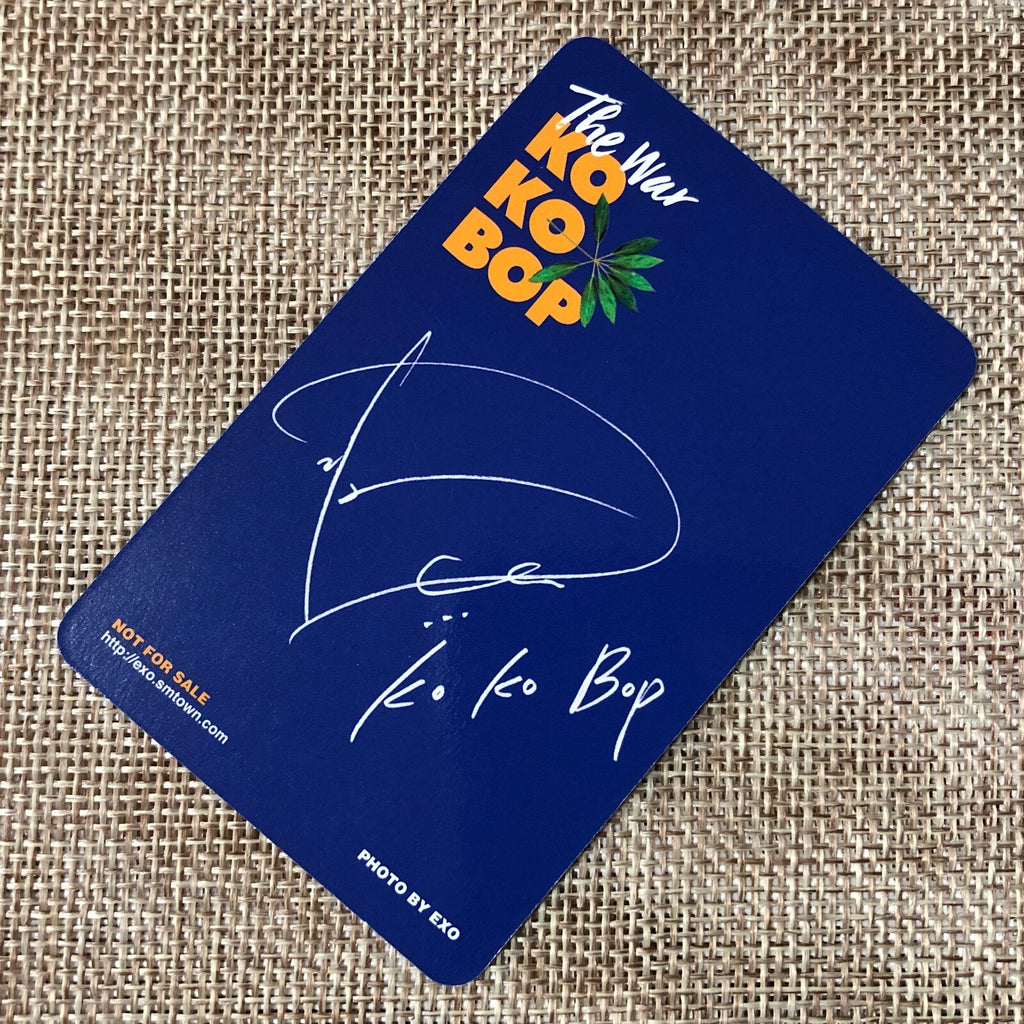 The War
KO
KO
BOP
Ko Ko Bop
NOT FOR SALE
http://exo.smtown.com
PHOTO BY EXO